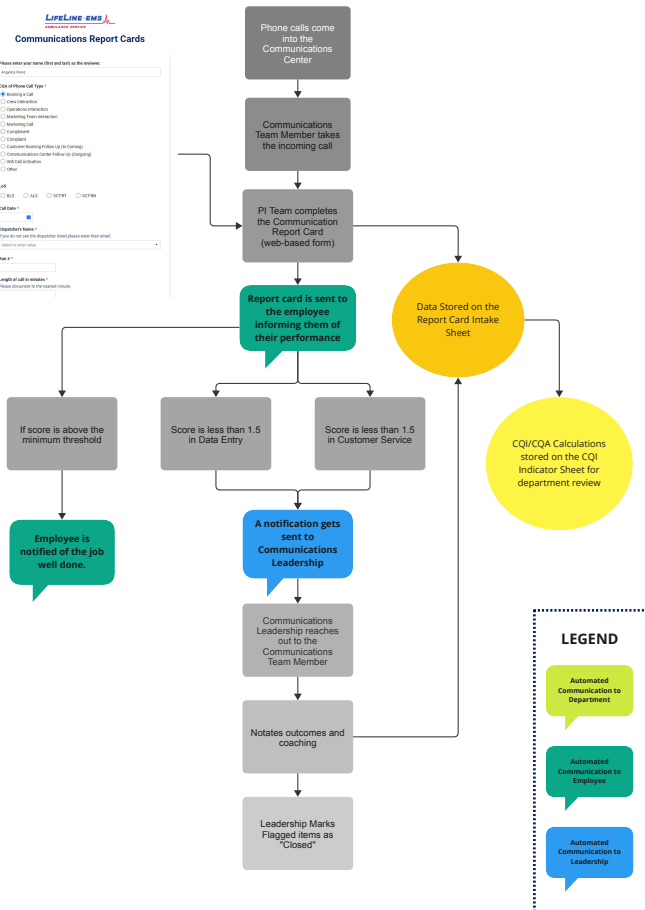 LIFELINE·EMS
AMBULANCE SERVICE
Communications Report Cards
Please enter your name (first and last) as the reviewer.
Angelica Perez
CQA of Phone Call Type *
Booking a Call
Crew Interaction
Operations Interaction
Marketing Team Interaction
Marketing Call
Compliment
Complaint
Customer Booking Follow Up (In Coming)
Communications Center Follow Up (Outgoing)
Will Call Activation
Other
LoS
BLS ALS SCT/RT SCT/RN
Call Date *
Dispatcher's Name *
If you do not see the dispatcher listed please enter their email.
Select or enter value
Run # *
Length of call in minutes *
Please document to the nearest minute.
Phone calls come
into the
Communications
Center
Communications
Team Member takes
the incoming call
PI Team completes
the Communication
Report Card
(web-based form)
Report card is sent to
the employee
informing them of
their performance
Data Stored on the
Report Card Intake
Sheet
If score is above the
minimum threshold
Score is less than 1.5
in Data Entry
Score is less than 1.5
in Customer Service
CQI/CQA Calculations
stored on the CQI
Indicator Sheet for
department review
Employee is
notified of the job
well done.
A notification gets
sent to
Communications
Leadership
Communications
Leadership reaches
out to the
Communications
Team Member
Notates outcomes and
coaching
Leadership Marks
Flagged items as
"Closed"
LEGEND
Automated
Communication to
Department
Automated
Communication to
Employee
Automated
Communication to
Leadership